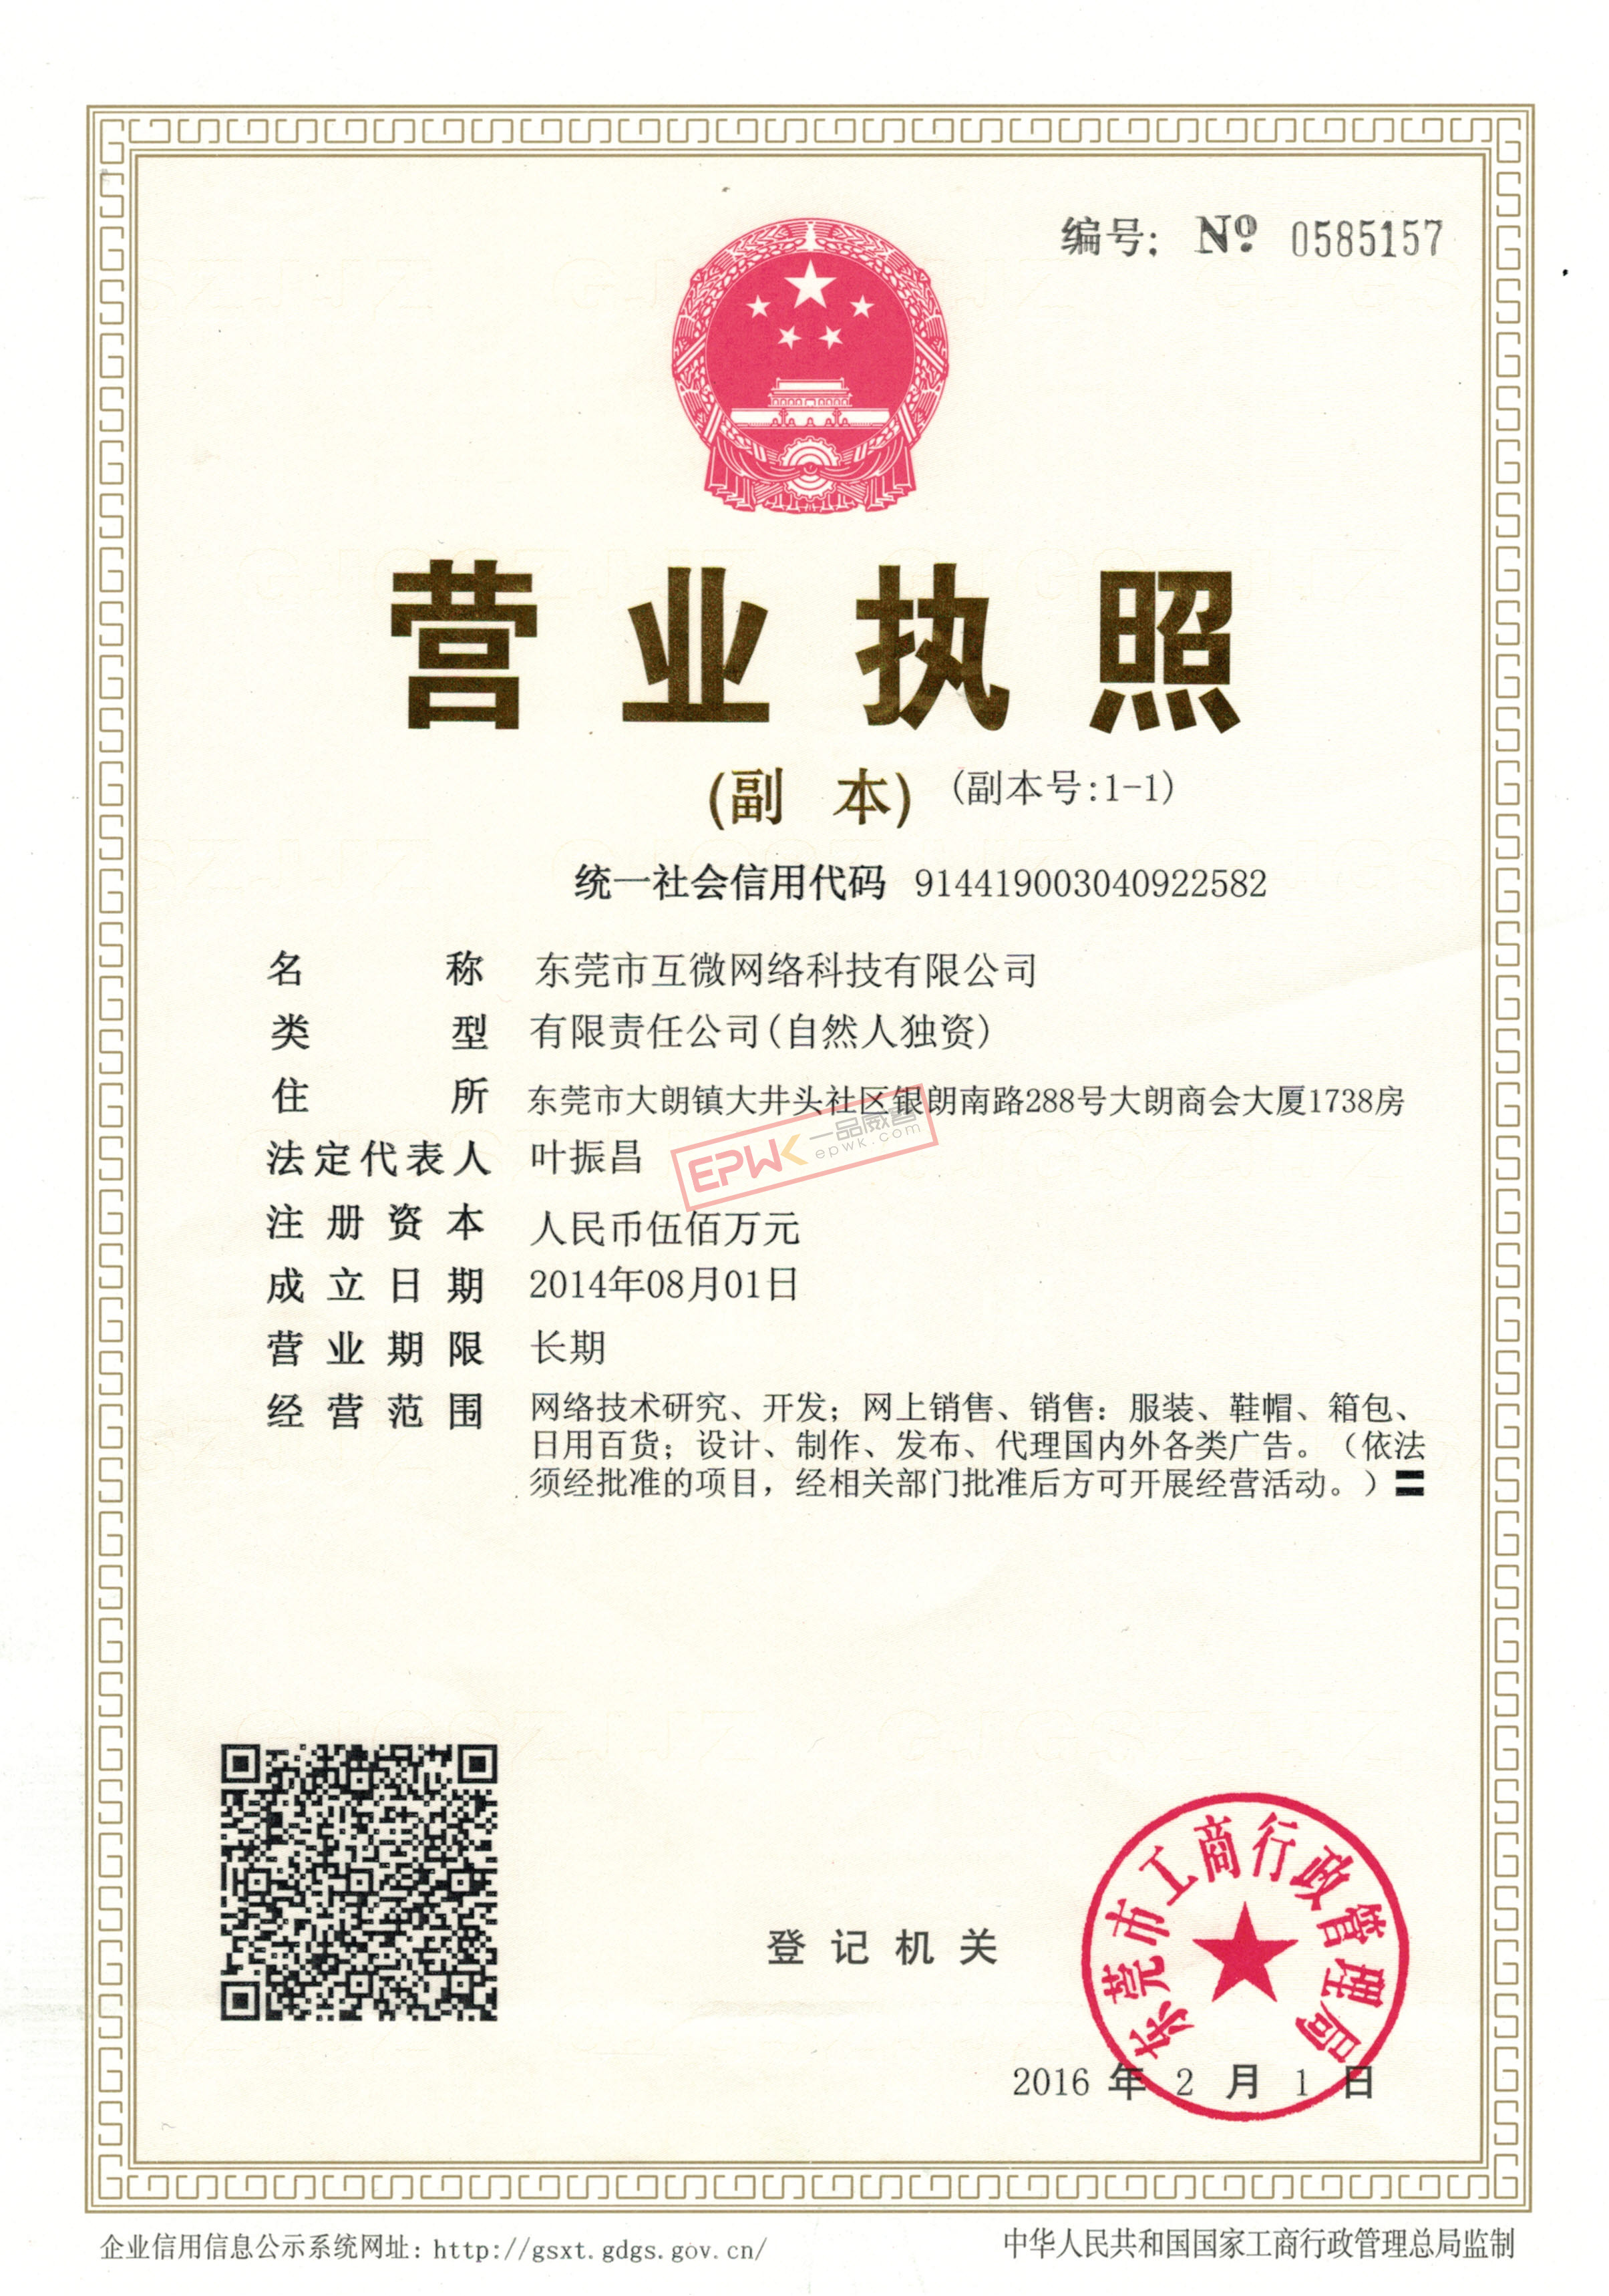 编号： Nº 0585157
营业执照
(副 本) (副本号:1-1)
统一社会信用代码 914419003040922582
名 称 东莞市互微网络科技有限公司
类 型 有限责任公司(自然人独资)
住 所 东莞市大朗镇大井头社区银朗南路288号大朗商会大厦1738房
法定代表人 叶振昌
EPWK 一品威客
epwk.com
注册资本 人民币伍佰万元
成立日期 2014年08月01日
营业期限 长期
经营范围 网络技术研究、开发；网上销售、销售：服装、鞋帽、箱包、
日用百货；设计、制作、发布、代理国内外各类广告。（依法
须经批准的项目，经相关部门批准后方可开展经营活动。）
登记机关
东莞市工商行政管理局
2016 年 2 月 1 日
企业信用信息公示系统网址：http://gsxt.gdgs.gov.cn/
中华人民共和国国家工商行政管理总局监制